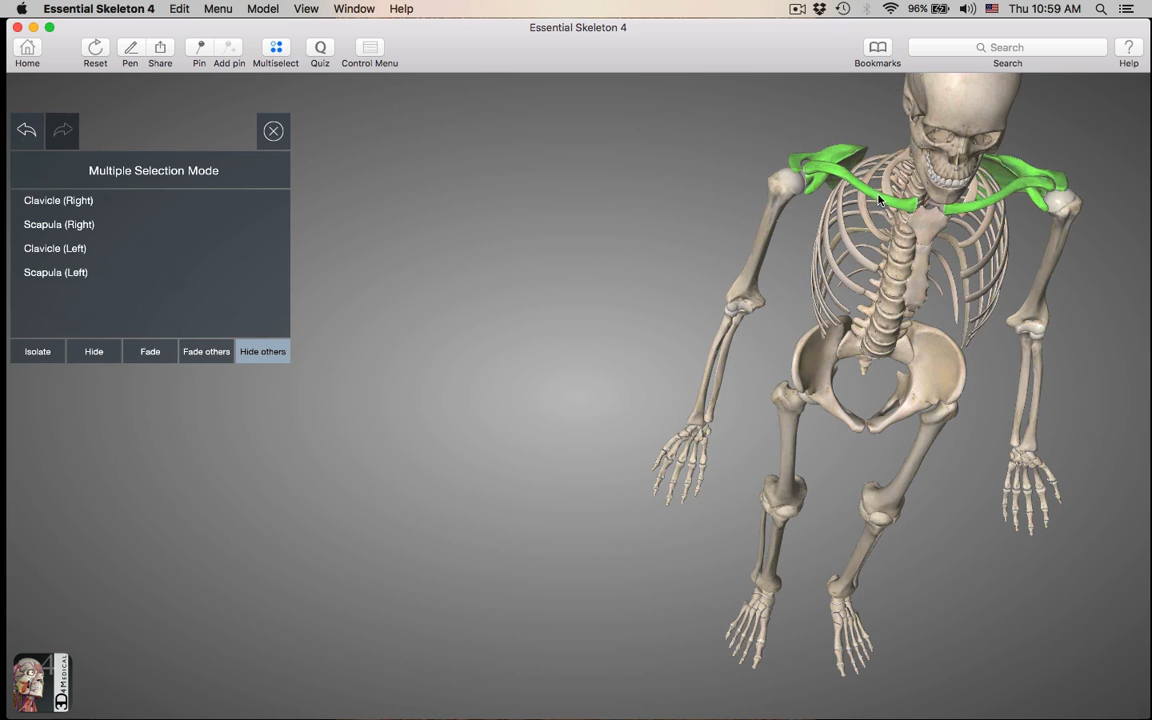 Essential Skeleton 4 Edit Menu Model View Window Help 96% Thu 10:59 AM
Essential Skeleton 4
Home Reset Pen Share Pin Add pin Multiselect Q Quiz Control Menu Bookmarks Search Search ? Help
Multiple Selection Mode
Clavicle (Right)
Scapula (Right)
Clavicle (Left)
Scapula (Left)
Isolate Hide Fade Fade others Hide others
4
3D4MEDICAL